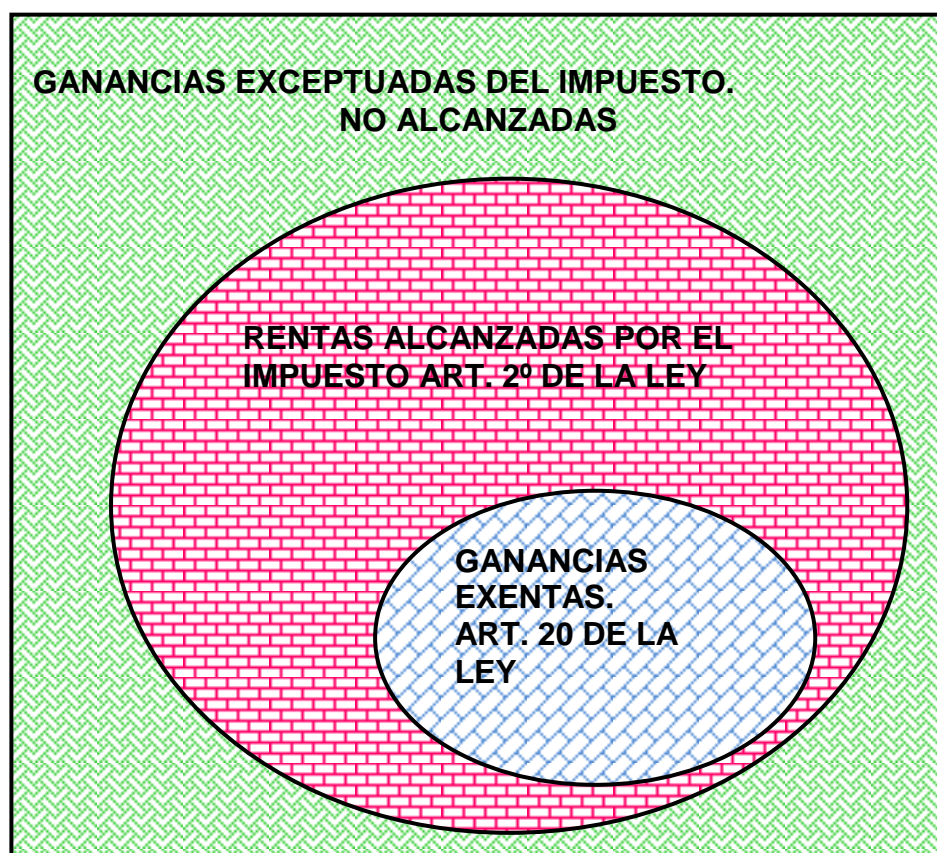 GANANCIAS EXCEPTUADAS DEL IMPUESTO.
NO ALCANZADAS
RENTAS ALCANZADAS POR EL
IMPUESTO ART. 2º DE LA LEY
GANANCIAS
EXENTAS.
ART. 20 DE LA
LEY